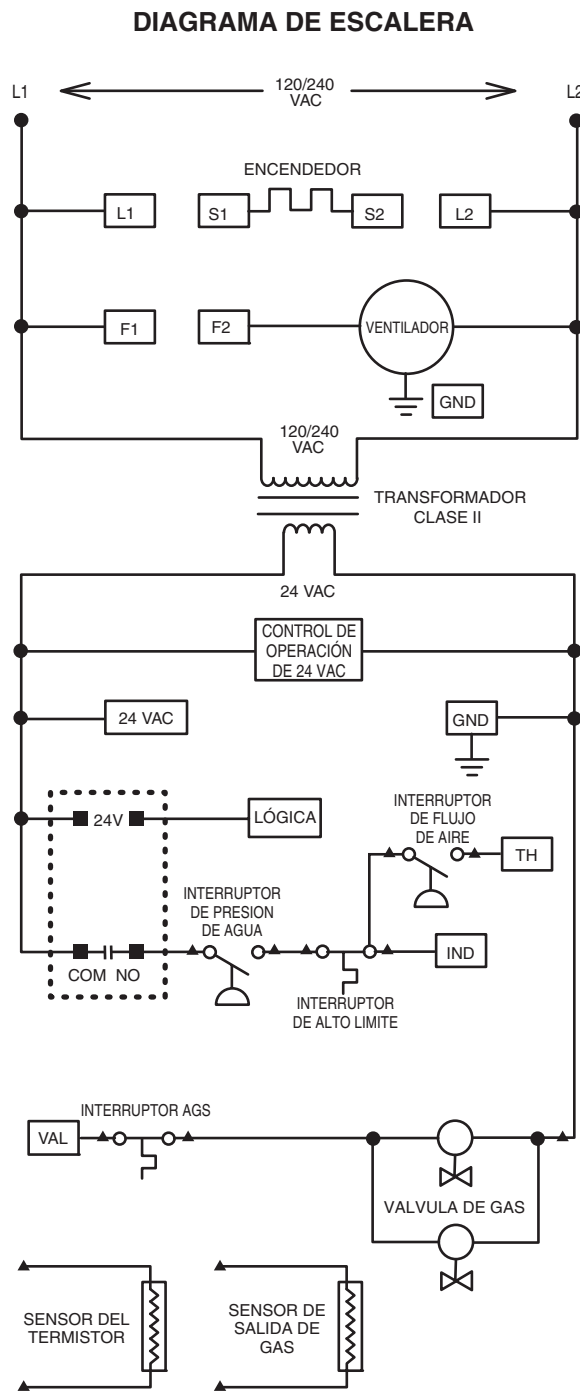 DIAGRAMA DE ESCALERA
L1
120/240
VAC
L2
ENCENDEDOR
L1
S1
S2
L2
F1
F2
VENTILADOR
GND
120/240
VAC
TRANSFORMADOR
CLASE II
24 VAC
CONTROL DE
OPERACIÓN
DE 24 VAC
24 VAC
GND
24V
LÓGICA
INTERRUPTOR
DE FLUJO
DE AIRE
TH
INTERRUPTOR
DE PRESION
DE AGUA
IND
COM NO
INTERRUPTOR
DE ALTO LIMITE
INTERRUPTOR AGS
VAL
VALVULA DE GAS
SENSOR DEL
TERMISTOR
SENSOR DE
SALIDA DE
GAS